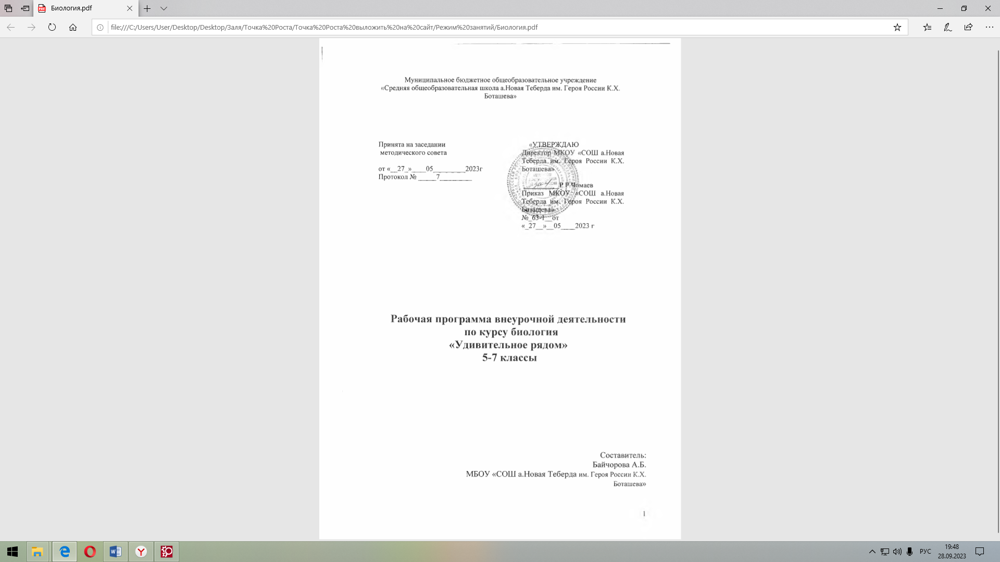 Биология.pdf
file:///C:/Users/User/Desktop/Desktop/Заля/Точка%20Роста/Точка%20Роста%20выложить%20на%20сайт/Режим%20занятий/Биология.pdf
Муниципальное бюджетное общеобразовательное учреждение
«Средняя общеобразовательная школа а.Новая Теберда им. Героя России К.Х.
Боташева»
Принята на заседании
методического совета
от «__27_»____05_________2023г
Протокол № _____7_________
«УТВЕРЖДАЮ
Директор МКОУ «СОШ а.Новая
Теберда им. Героя России К.Х.
Боташева»
__________Р.Р.Чомаев
Приказ МКОУ «СОШ а.Новая
Теберда им. Героя России К.Х.
Боташева»
№_63-1__от
«_27__»__05____2023 г
Рабочая программа внеурочной деятельности
по курсу биология
«Удивительное рядом»
5-7 классы
Составитель:
Байчорова А.Б.
МБОУ «СОШ а.Новая Теберда им. Героя России К.Х.
Боташева»
1
РУС
19:48
28.09.2023